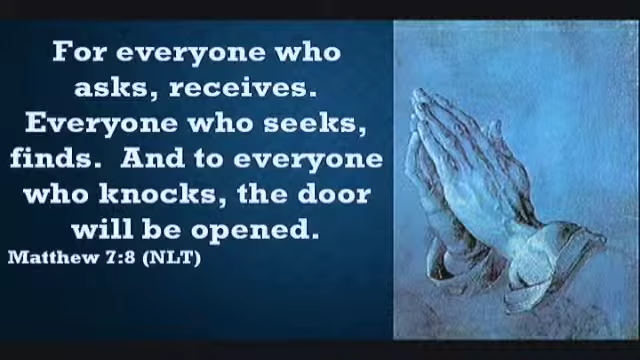 For everyone who
asks, receives.
Everyone who seeks,
finds. And to everyone
who knocks, the door
will be opened.
Matthew 7:8 (NLT)